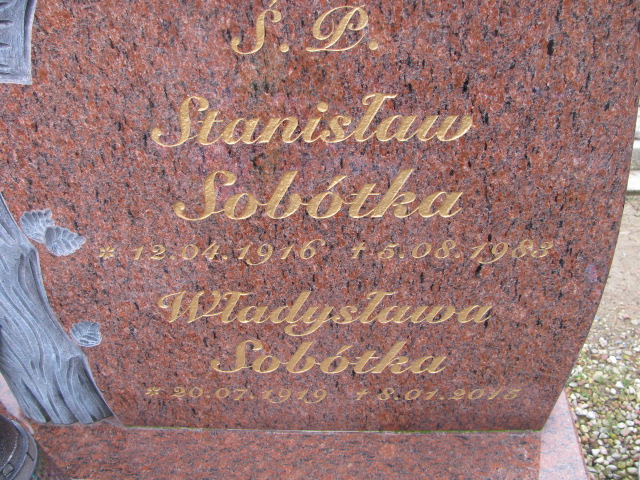 Ś. P.
Stanisław
Sobótka
* 12.04.1916 † 5.08.1983
Władysława
Sobótka
* 20.07.1919 † 8.01.2015